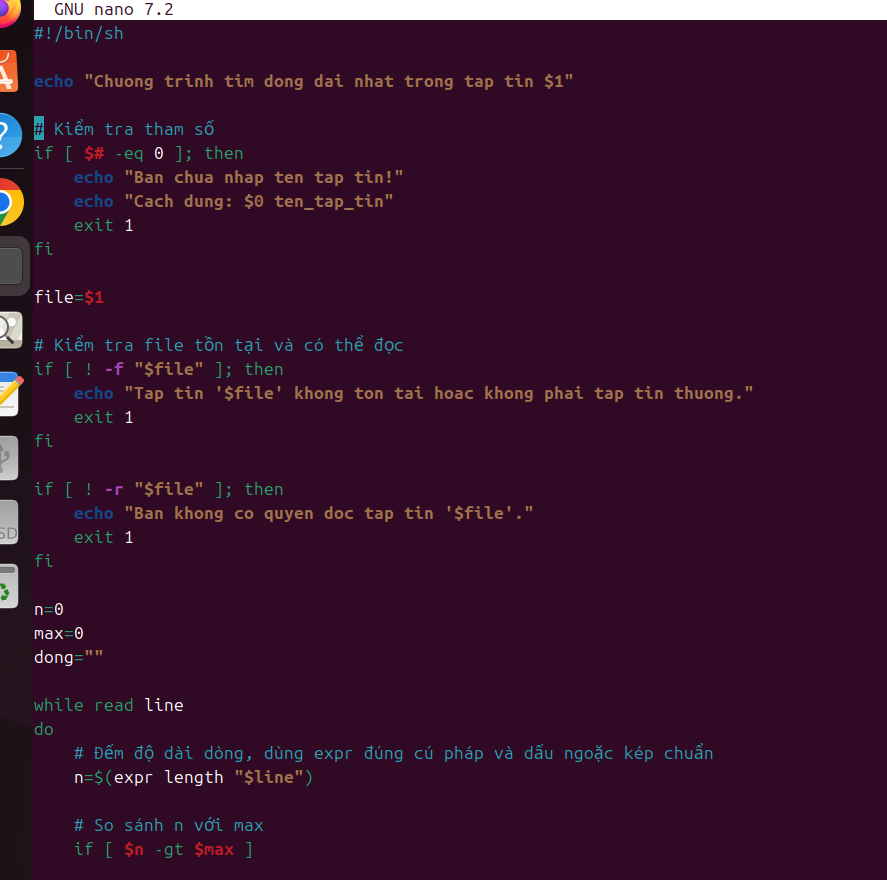 GNU nano 7.2
#!/bin/sh
echo "Chuong trinh tim dong dai nhat trong tap tin $1"
# Kiểm tra tham số
if [ $# -eq 0 ]; then
    echo "Ban chua nhap ten tap tin!"
    echo "Cach dung: $0 ten_tap_tin"
    exit 1
fi
file=$1
# Kiểm tra file tồn tại và có thể đọc
if [ ! -f "$file" ]; then
    echo "Tap tin '$file' khong ton tai hoac khong phai tap tin thuong."
    exit 1
fi
if [ ! -r "$file" ]; then
    echo "Ban khong co quyen doc tap tin '$file'."
    exit 1
fi
n=0
max=0
dong=""
while read line
do
    # Đếm độ dài dòng, dùng expr đúng cú pháp và dấu ngoặc kép chuẩn
    n=$(expr length "$line")
    # So sánh n với max
    if [ $n -gt $max ]